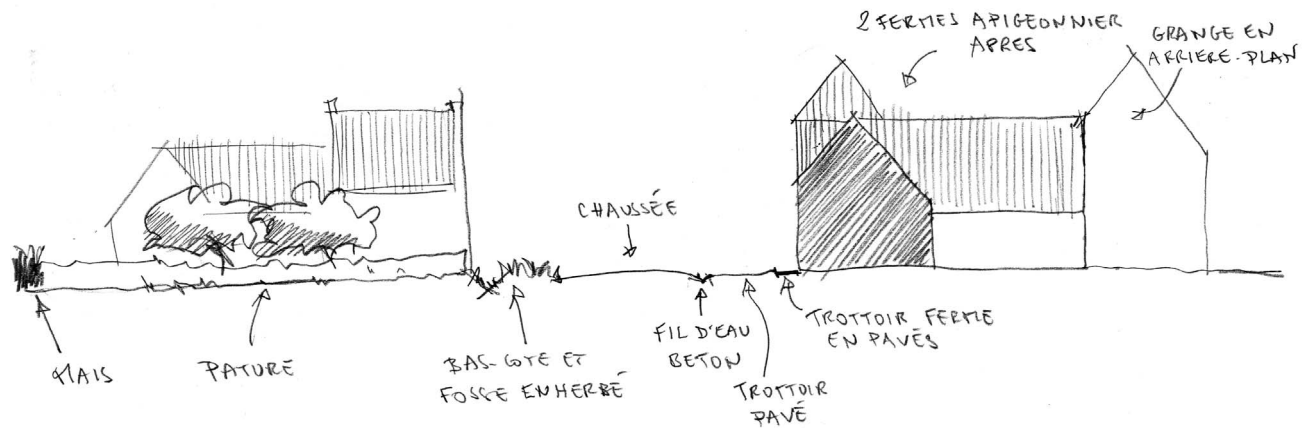 2 FERMES A PIGEONNIER
APRES
GRANGE EN
ARRIERE-PLAN
CHAUSSÉE
MAIS
PATURE
BAS-COTE ET
FOSSE ENHERBÉ
FIL D'EAU
BETON
TROTTOIR
PAVÉ
TROTTOIR FERME
EN PAVÉS